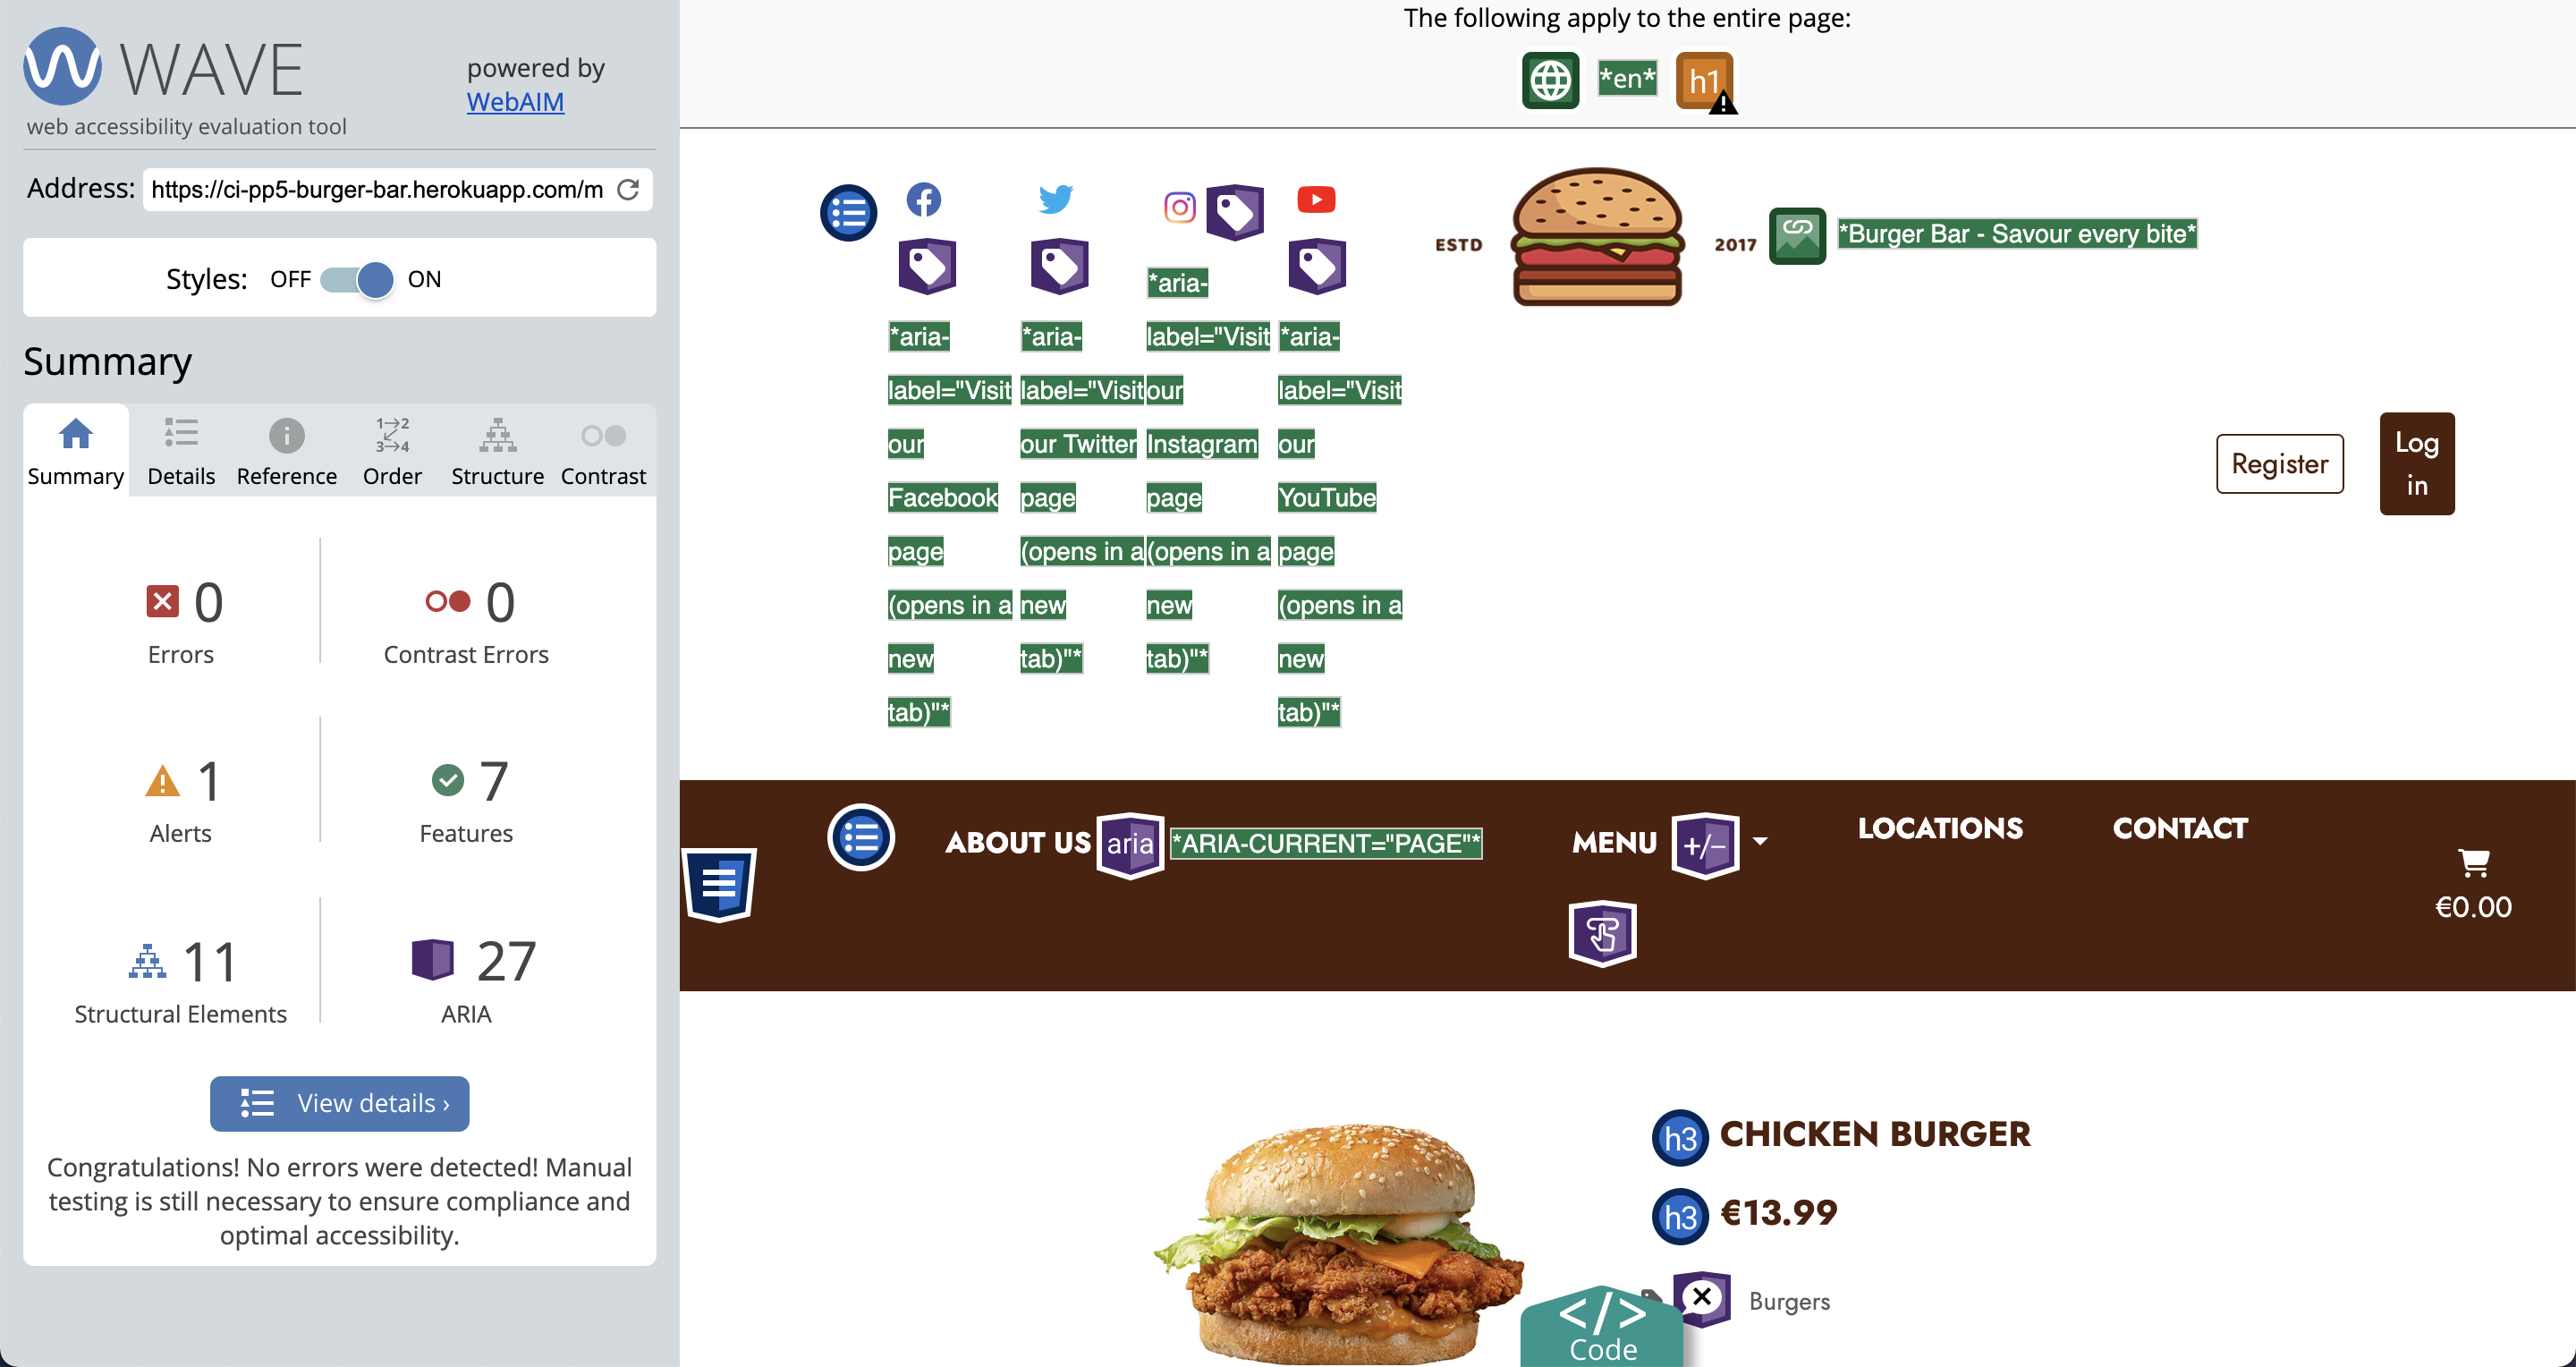 WAVE
powered by
WebAIM
web accessibility evaluation tool
Address: https://ci-pp5-burger-bar.herokuapp.com/m
Styles: OFF ON
Summary
1→2
3→4
Summary Details Reference Order Structure Contrast
0 0
Errors Contrast Errors
1 7
Alerts Features
11 27
Structural Elements ARIA
View details ›
Congratulations! No errors were detected! Manual
testing is still necessary to ensure compliance and
optimal accessibility.
The following apply to the entire page:
*en* h1
*aria-
label="Visit
our
Facebook
page
(opens in a
new
tab)"*
*aria-
label="Visit
our Twitter
page
(opens in a
new
tab)"*
*aria-
label="Visit
our
Instagram
page
(opens in a
new
tab)"*
*aria-
label="Visit
our
YouTube
page
(opens in a
new
tab)"*
ESTD 2017 *Burger Bar - Savour every bite*
Register
Log
in
ABOUT US aria *ARIA-CURRENT="PAGE"* MENU +/− LOCATIONS CONTACT
€0.00
h3 CHICKEN BURGER
h3 €13.99
Burgers
</>
Code